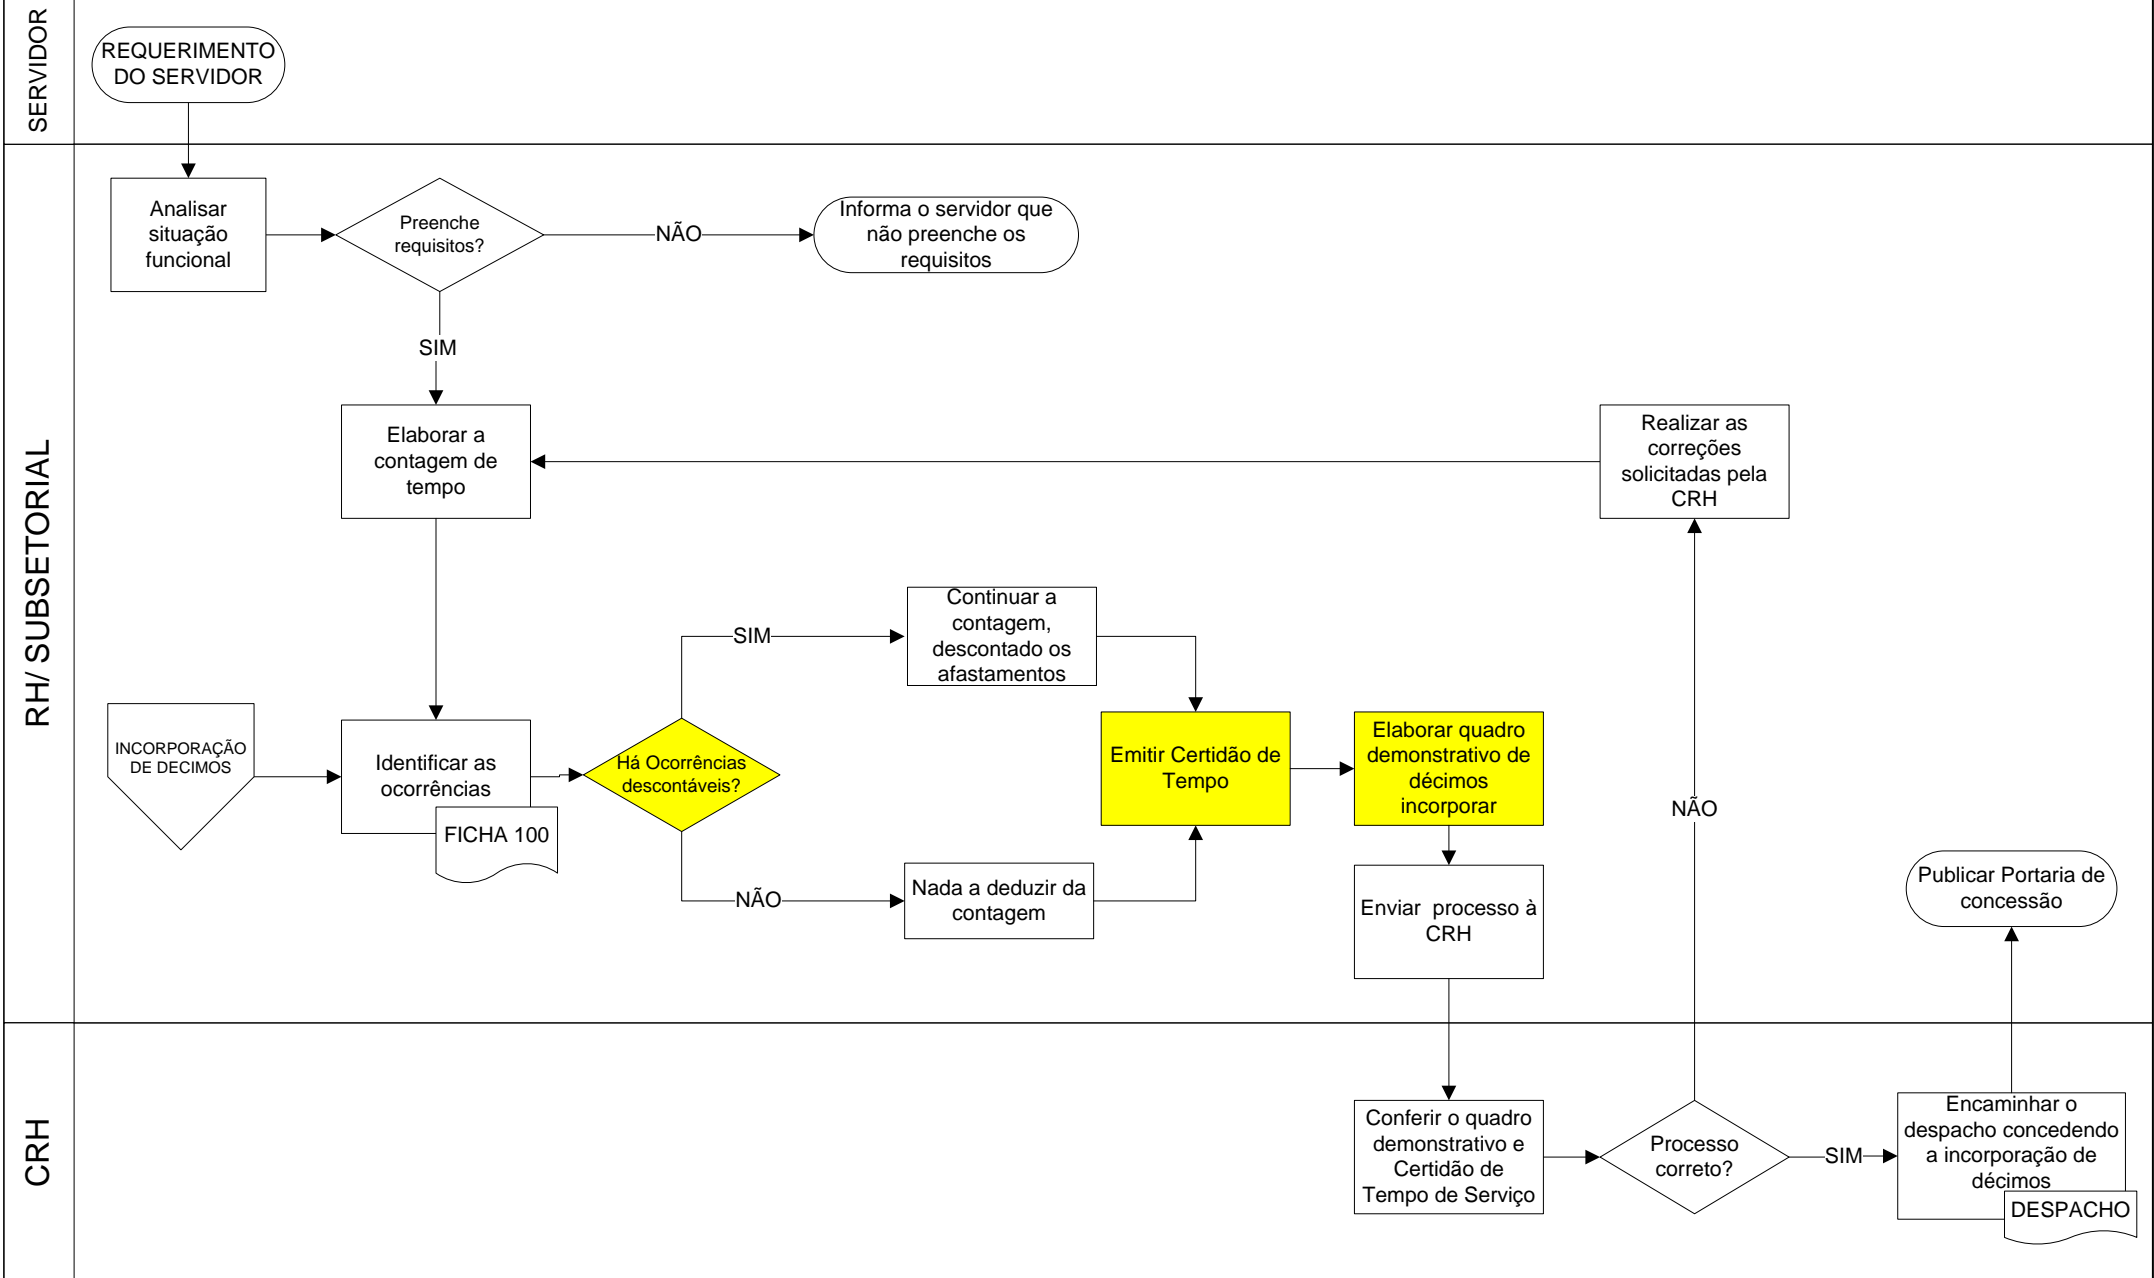 SERVIDOR
REQUERIMENTO
DO SERVIDOR
RH/ SUBSETORIAL
Analisar
situação
funcional
Preenche
requisitos?
NÃO
Informa o servidor que
não preenche os
requisitos
SIM
Elaborar a
contagem de
tempo
Realizar as
correções
solicitadas pela
CRH
INCORPORAÇÃO
DE DECIMOS
Identificar as
ocorrências
FICHA 100
Há Ocorrências
descontáveis?
SIM
Continuar a
contagem,
descontado os
afastamentos
NÃO
Nada a deduzir da
contagem
Emitir Certidão de
Tempo
Elaborar quadro
demonstrativo de
décimos
incorporar
Enviar  processo à
CRH
NÃO
Publicar Portaria de
concessão
CRH
Conferir o quadro
demonstrativo e
Certidão de
Tempo de Serviço
Processo
correto?
SIM
Encaminhar o
despacho concedendo
a incorporação de
décimos
DESPACHO